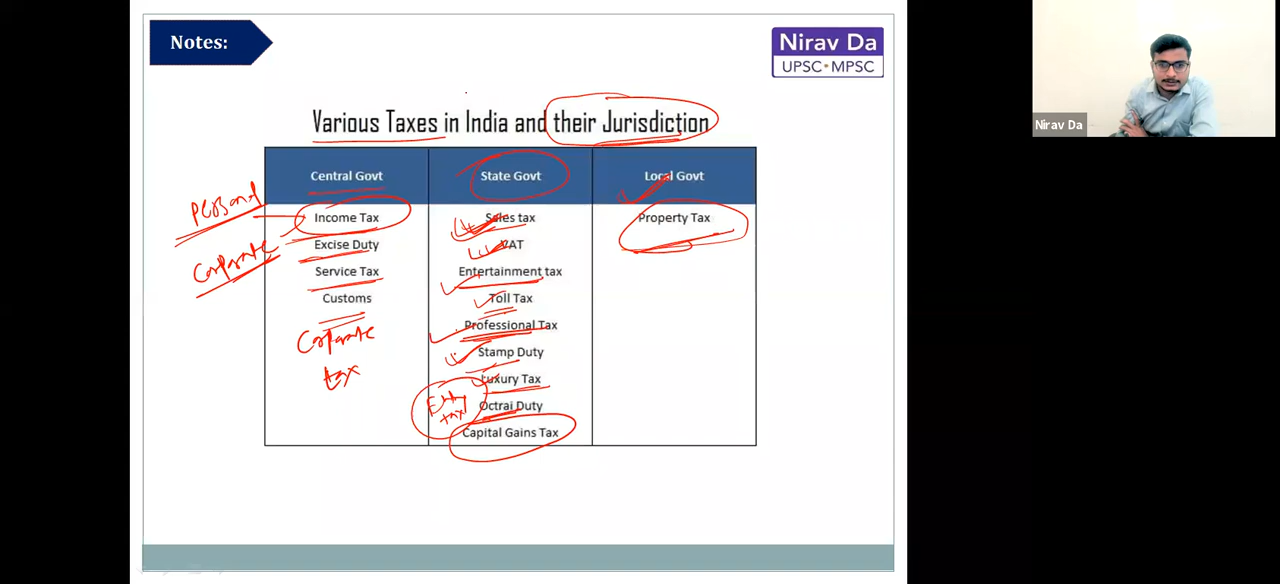 Notes:
Nirav Da
UPSC•MPSC
Various Taxes in India and their Jurisdiction
Central Govt State Govt Local Govt
Income Tax Sales tax Property Tax
Excise Duty VAT
Service Tax Entertainment tax
Customs Toll Tax
Professional Tax
Stamp Duty
Luxury Tax
Octrai Duty
Capital Gains Tax
Personal
Corporate
Corporate
tax
Entry
tax
Nirav Da